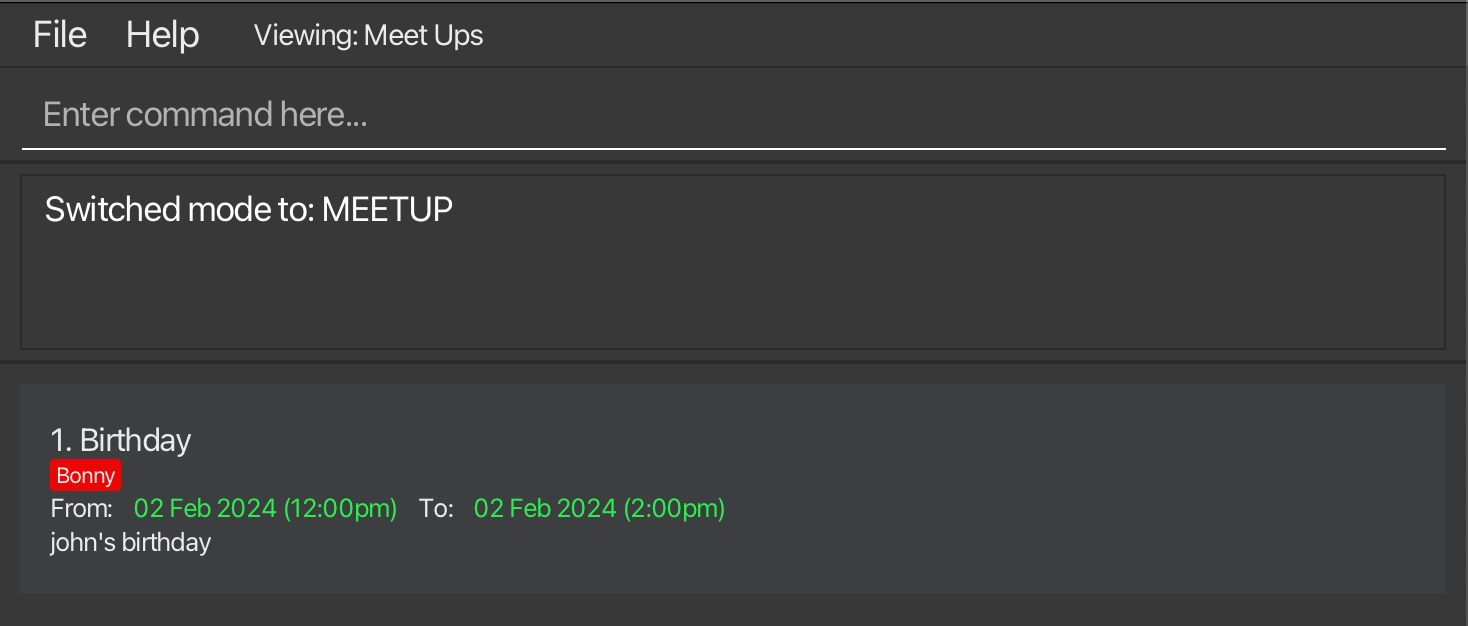 File Help Viewing: Meet Ups
Enter command here...
Switched mode to: MEETUP
1. Birthday
Bonny
From: 02 Feb 2024 (12:00pm) To: 02 Feb 2024 (2:00pm)
john's birthday